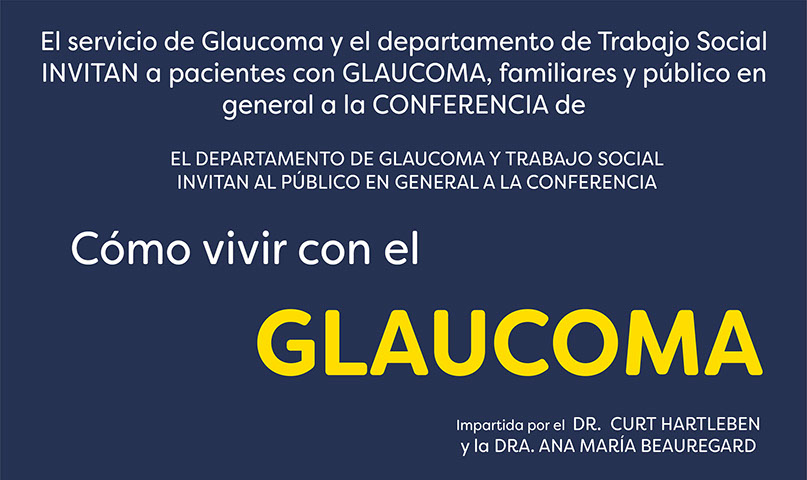 El servicio de Glaucoma y el departamento de Trabajo Social
INVITAN a pacientes con GLAUCOMA, familiares y público en
general a la CONFERENCIA de
EL DEPARTAMENTO DE GLAUCOMA Y TRABAJO SOCIAL
INVITAN AL PÚBLICO EN GENERAL A LA CONFERENCIA
Cómo vivir con el
GLAUCOMA
Impartida por el DR. CURT HARTLEBEN
y la DRA. ANA MARÍA BEAUREGARD